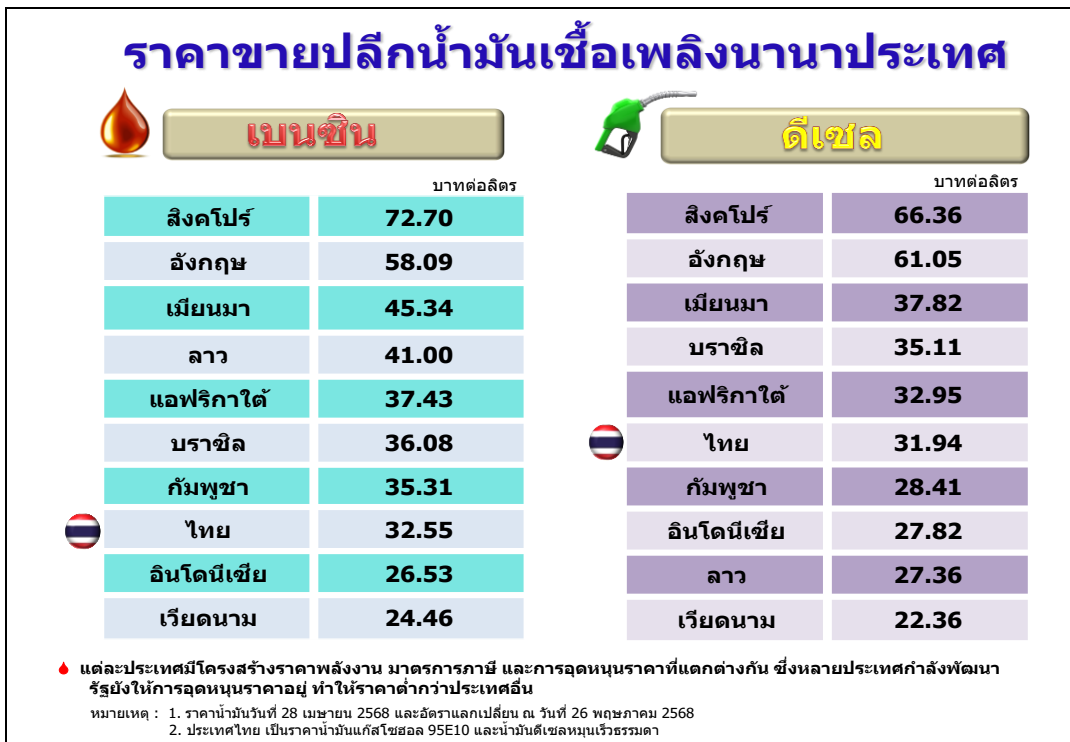 ราคาขายปลีกน้ำมันเชื้อเพลิงนานาประเทศ
เบนซิน
บาทต่อลิตร
สิงคโปร์ 72.70
อังกฤษ 58.09
เมียนมา 45.34
ลาว 41.00
แอฟริกาใต้ 37.43
บราซิล 36.08
กัมพูชา 35.31
ไทย 32.55
อินโดนีเซีย 26.53
เวียดนาม 24.46
ดีเซล
บาทต่อลิตร
สิงคโปร์ 66.36
อังกฤษ 61.05
เมียนมา 37.82
บราซิล 35.11
แอฟริกาใต้ 32.95
ไทย 31.94
กัมพูชา 28.41
อินโดนีเซีย 27.82
ลาว 27.36
เวียดนาม 22.36
แต่ละประเทศมีโครงสร้างราคาพลังงาน มาตรการภาษี และการอุดหนุนราคาที่แตกต่างกัน ซึ่งหลายประเทศกำลังพัฒนา
รัฐยังให้การอุดหนุนราคาอยู่ ทำให้ราคาต่ำกว่าประเทศอื่น
หมายเหตุ : 1. ราคาน้ำมันวันที่ 28 เมษายน 2568 และอัตราแลกเปลี่ยน ณ วันที่ 26 พฤษภาคม 2568
2. ประเทศไทย เป็นราคาน้ำมันแก๊สโซฮอล 95E10 และน้ำมันดีเซลหมุนเร็วธรรมดา